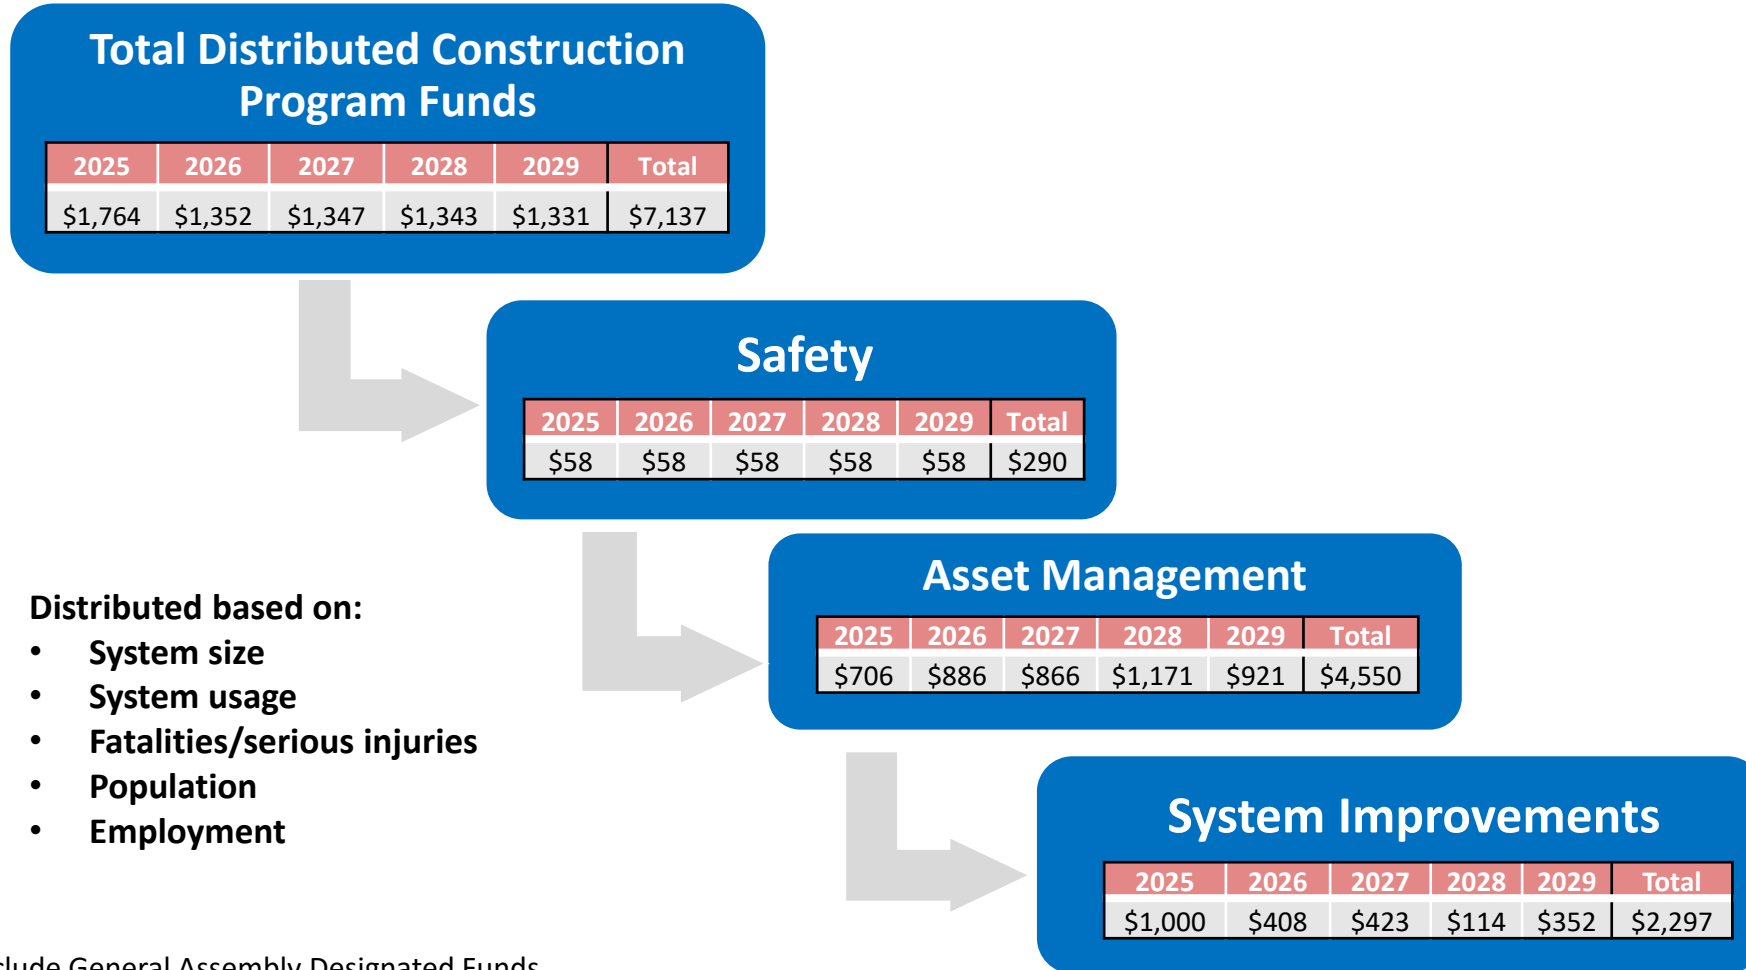 Total Distributed Construction
Program Funds
2025 2026 2027 2028 2029 Total
$1,764 $1,352 $1,347 $1,343 $1,331 $7,137
Safety
2025 2026 2027 2028 2029 Total
$58 $58 $58 $58 $58 $290
Asset Management
2025 2026 2027 2028 2029 Total
$706 $886 $866 $1,171 $921 $4,550
Distributed based on:
• System size
• System usage
• Fatalities/serious injuries
• Population
• Employment
System Improvements
2025 2026 2027 2028 2029 Total
$1,000 $408 $423 $114 $352 $2,297
General Assembly Designated Funds